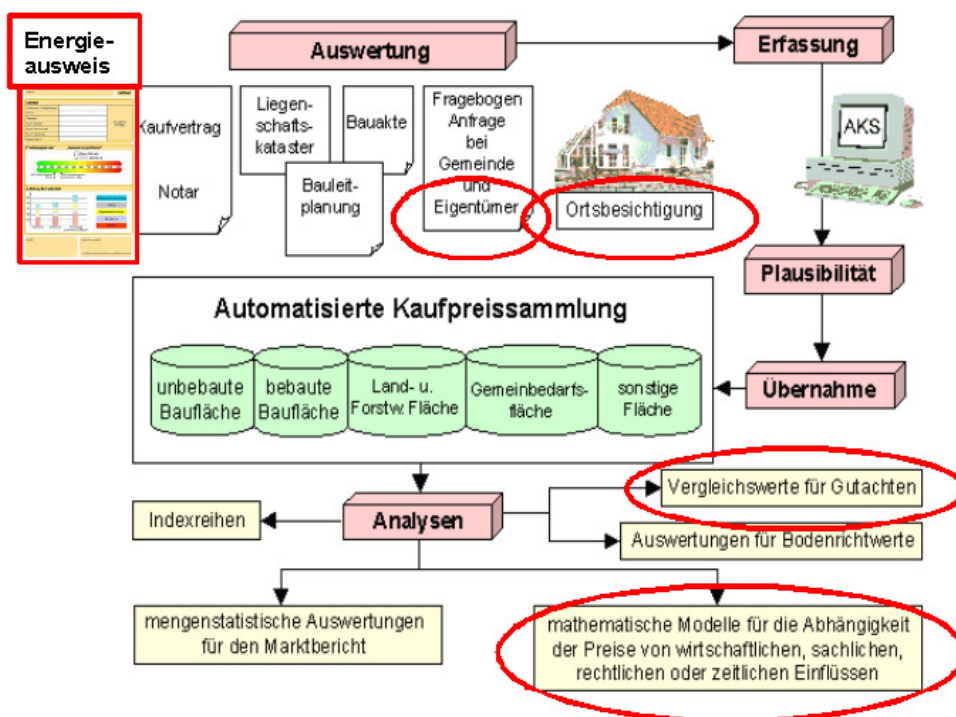 Energie-
ausweis
Auswertung
Erfassung
Kaufvertrag
Notar
Liegen-
schafts-
kataster
Bauakte
Bauleit-
planung
Fragebogen
Anfrage
bei
Gemeinde
und
Eigentümer
Ortsbesichtigung
AKS
Plausibilität
Übernahme
Automatisierte Kaufpreissammlung
unbebaute
Baufläche
bebaute
Baufläche
Land- u.
Forstw. Fläche
Gemeinbedarfs-
fläche
sonstige
Fläche
Analysen
Indexreihen
Vergleichswerte für Gutachten
Auswertungen für Bodenrichtwerte
mengenstatistische Auswertungen
für den Marktbericht
mathematische Modelle für die Abhängigkeit
der Preise von wirtschaftlichen, sachlichen,
rechtlichen oder zeitlichen Einflüssen